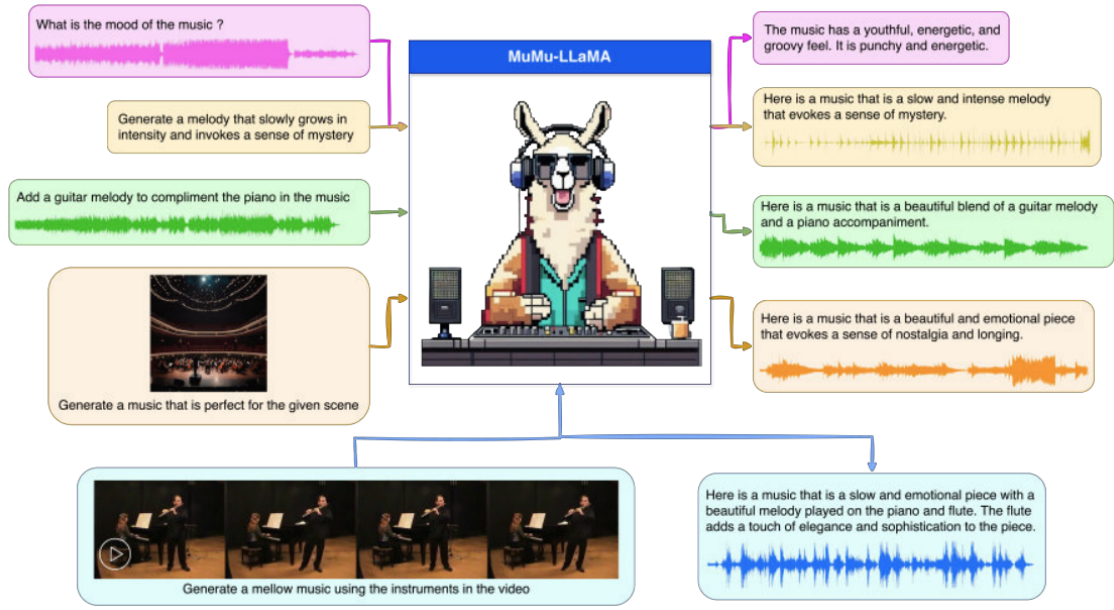 What is the mood of the music ?
Generate a melody that slowly grows in
intensity and invokes a sense of mystery
Add a guitar melody to compliment the piano in the music
Generate a music that is perfect for the given scene
MuMu-LLaMA
The music has a youthful, energetic, and
groovy feel. It is punchy and energetic.
Here is a music that is a slow and intense melody
that evokes a sense of mystery.
Here is a music that is a beautiful blend of a guitar melody
and a piano accompaniment.
Here is a music that is a beautiful and emotional piece
that evokes a sense of nostalgia and longing.
Generate a mellow music using the instruments in the video
Here is a music that is a slow and emotional piece with a
beautiful melody played on the piano and flute. The flute
adds a touch of elegance and sophistication to the piece.